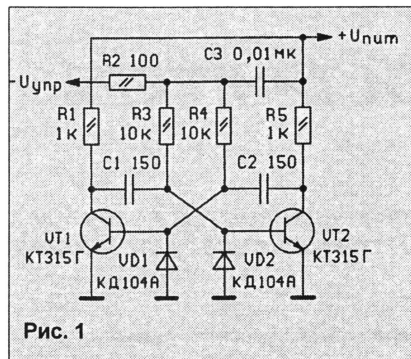 +Uпит
C3 0,01мк
R2 100
-Uупр
R1
1к
R3
10к
R4
10к
R5
1к
C1 150
C2 150
VT1
КТ315Г
VD1
КД104А
VD2
КД104А
VT2
КТ315Г
Рис. 1